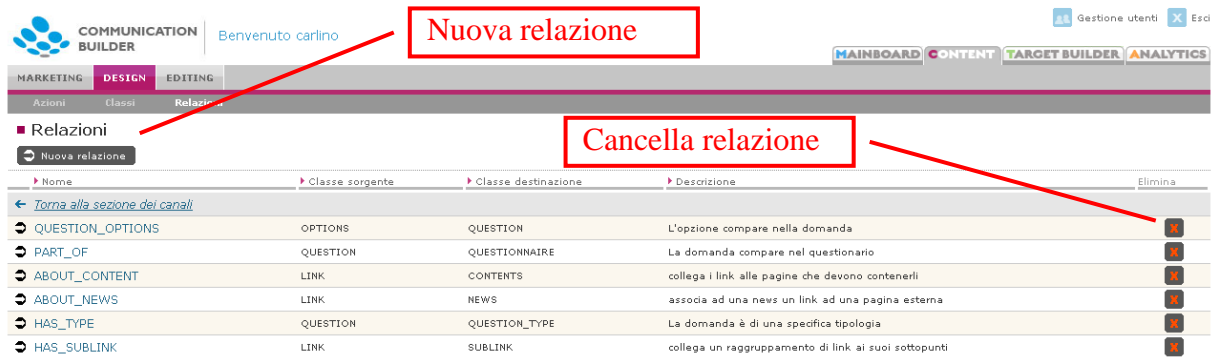 Nuova relazione
Gestione utenti X Esci
COMMUNICATION
BUILDER
Benvenuto carlino
MAINBOARD CONTENT TARGET BUILDER ANALYTICS
MARKETING DESIGN EDITING
Azioni Classi Relazioni
Relazioni
Cancella relazione
Nuova relazione
Nome Classe sorgente Classe destinazione Descrizione Elimina
Torna alla sezione dei canali
QUESTION_OPTIONS OPTIONS QUESTION L'opzione compare nella domanda X
PART_OF QUESTION QUESTIONNAIRE La domanda compare nel questionario X
ABOUT_CONTENT LINK CONTENTS collega i link alle pagine che devono contenerli X
ABOUT_NEWS LINK NEWS associa ad una news un link ad una pagina esterna X
HAS_TYPE QUESTION QUESTION_TYPE La domanda è di una specifica tipologia X
HAS_SUBLINK LINK SUBLINK collega un raggruppamento di link ai suoi sottopunti X